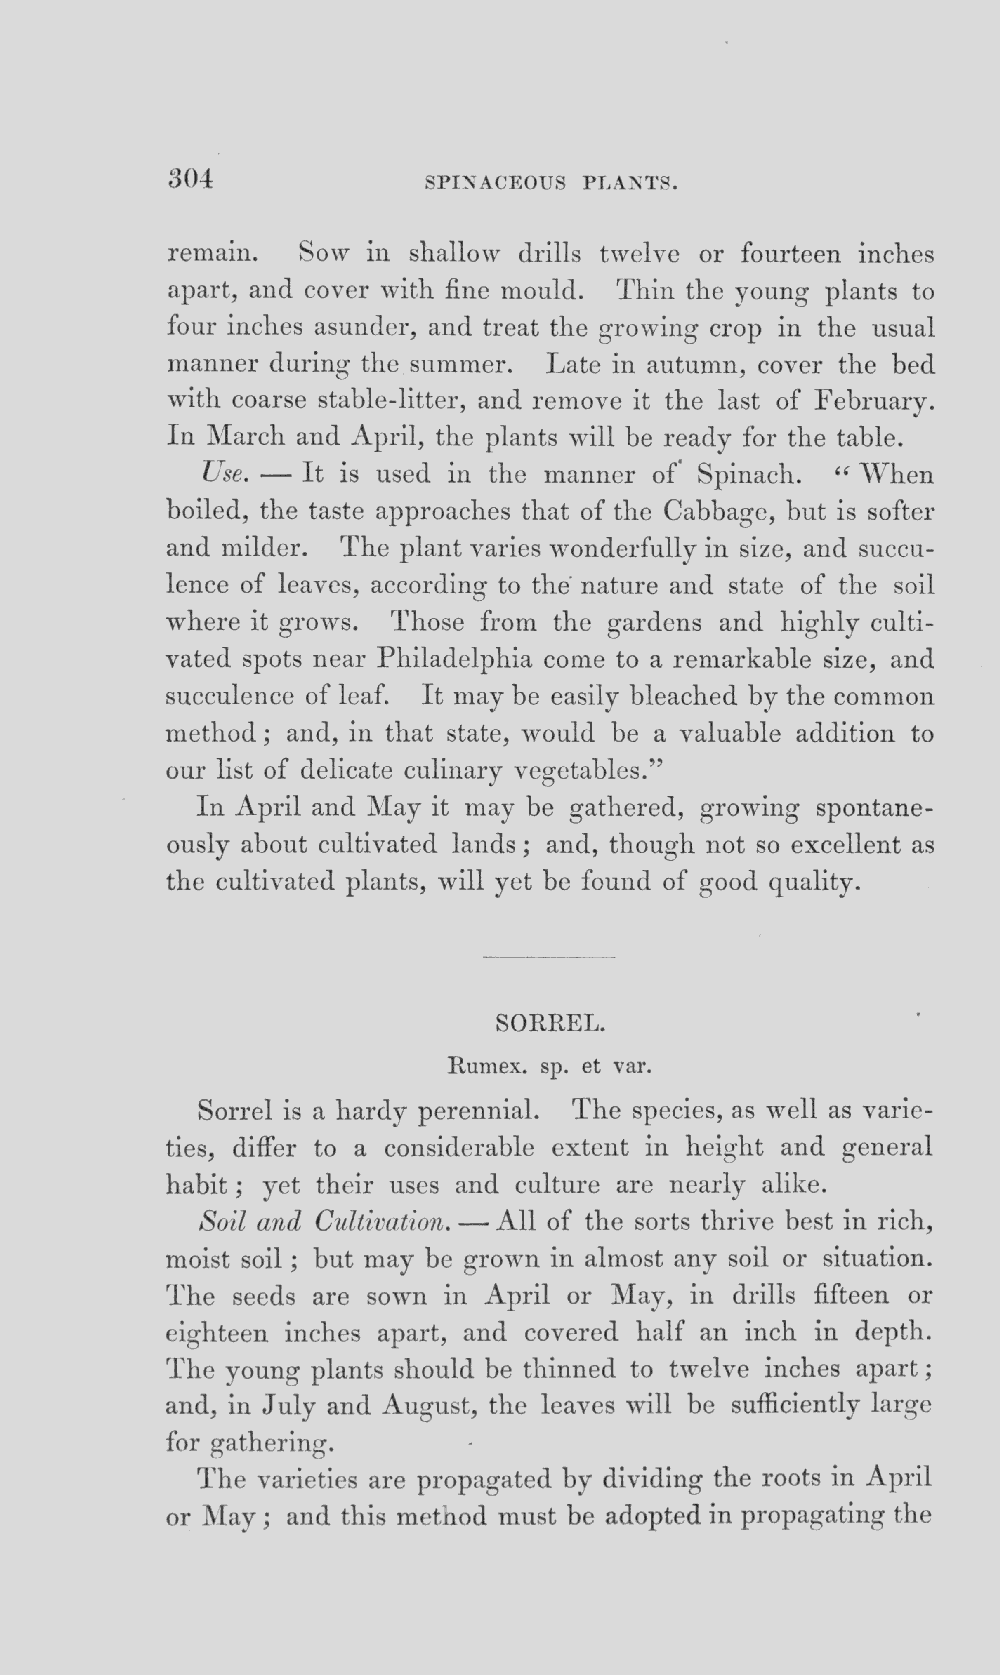 304
SPINACEOUS PLANTS.
remain. Sow in shallow drills twelve or fourteen inches
apart, and cover with fine mould. Thin the young plants to
four inches asunder, and treat the growing crop in the usual
manner during the summer. Late in autumn, cover the bed
with coarse stable-litter, and remove it the last of February.
In March and April, the plants will be ready for the table.
Use. — It is used in the manner of Spinach. “When
boiled, the taste approaches that of the Cabbage, but is softer
and milder. The plant varies wonderfully in size, and succu-
lence of leaves, according to the nature and state of the soil
where it grows. Those from the gardens and highly culti-
vated spots near Philadelphia come to a remarkable size, and
succulence of leaf. It may be easily bleached by the common
method; and, in that state, would be a valuable addition to
our list of delicate culinary vegetables.”
In April and May it may be gathered, growing spontane-
ously about cultivated lands; and, though not so excellent as
the cultivated plants, will yet be found of good quality.
SORREL.
Rumex. sp. et var.
Sorrel is a hardy perennial. The species, as well as varie-
ties, differ to a considerable extent in height and general
habit; yet their uses and culture are nearly alike.
Soil and Cultivation. — All of the sorts thrive best in rich,
moist soil; but may be grown in almost any soil or situation.
The seeds are sown in April or May, in drills fifteen or
eighteen inches apart, and covered half an inch in depth.
The young plants should be thinned to twelve inches apart;
and, in July and August, the leaves will be sufficiently large
for gathering.
The varieties are propagated by dividing the roots in April
or May; and this method must be adopted in propagating the